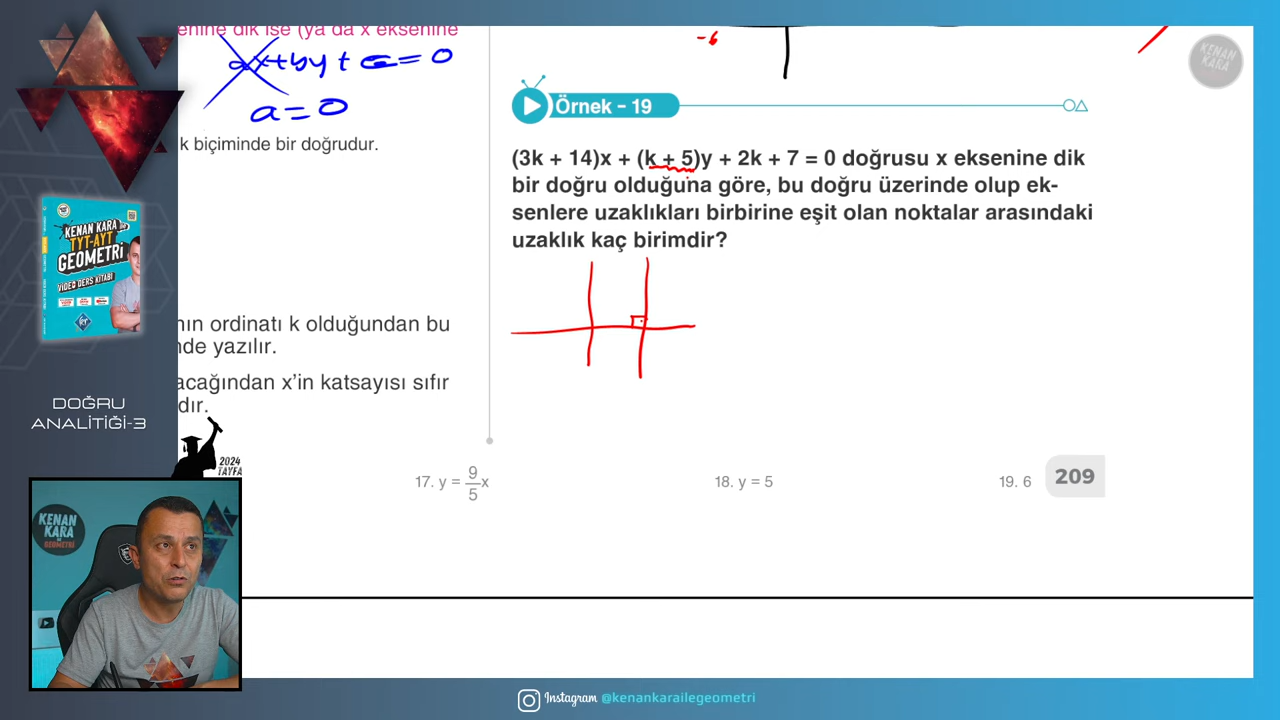 enine dik ise (ya da x eksenine
ax+by+c=0
a=0
k biçiminde bir doğrudur.
nın ordinatı k olduğundan bu
nde yazılır.
acağından x'in katsayısı sıfır
dır.
-6
KENAN KARA
Örnek - 19
(3k + 14)x + (k + 5)y + 2k + 7 = 0 doğrusu x eksenine dik
bir doğru olduğuna göre, bu doğru üzerinde olup ek-
senlere uzaklıkları birbirine eşit olan noktalar arasındaki
uzaklık kaç birimdir?
17. y = 9/5 x
18. y = 5
19. 6
209
KENAN KARA
TYT-AYT
GEOMETRİ
VİDEO DERS KİTABI
DOĞRU
ANALİTİĞİ-3
2024
TAYFA
KENAN
KARA
İLE
GEOMETRİ
Instagram @kenankarailegeometri